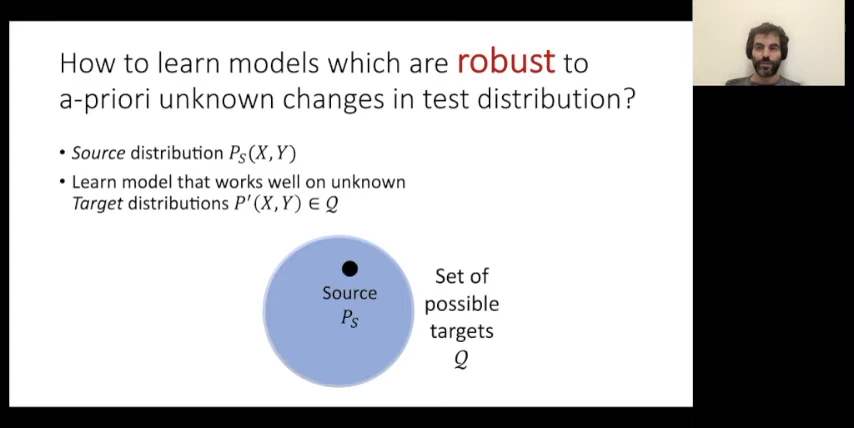 How to learn models which are robust to
a-priori unknown changes in test distribution?
• Source distribution P_S(X, Y)
• Learn model that works well on unknown
Target distributions P′(X, Y) ∈ 𝒬
Source
P_S
Set of
possible
targets
𝒬